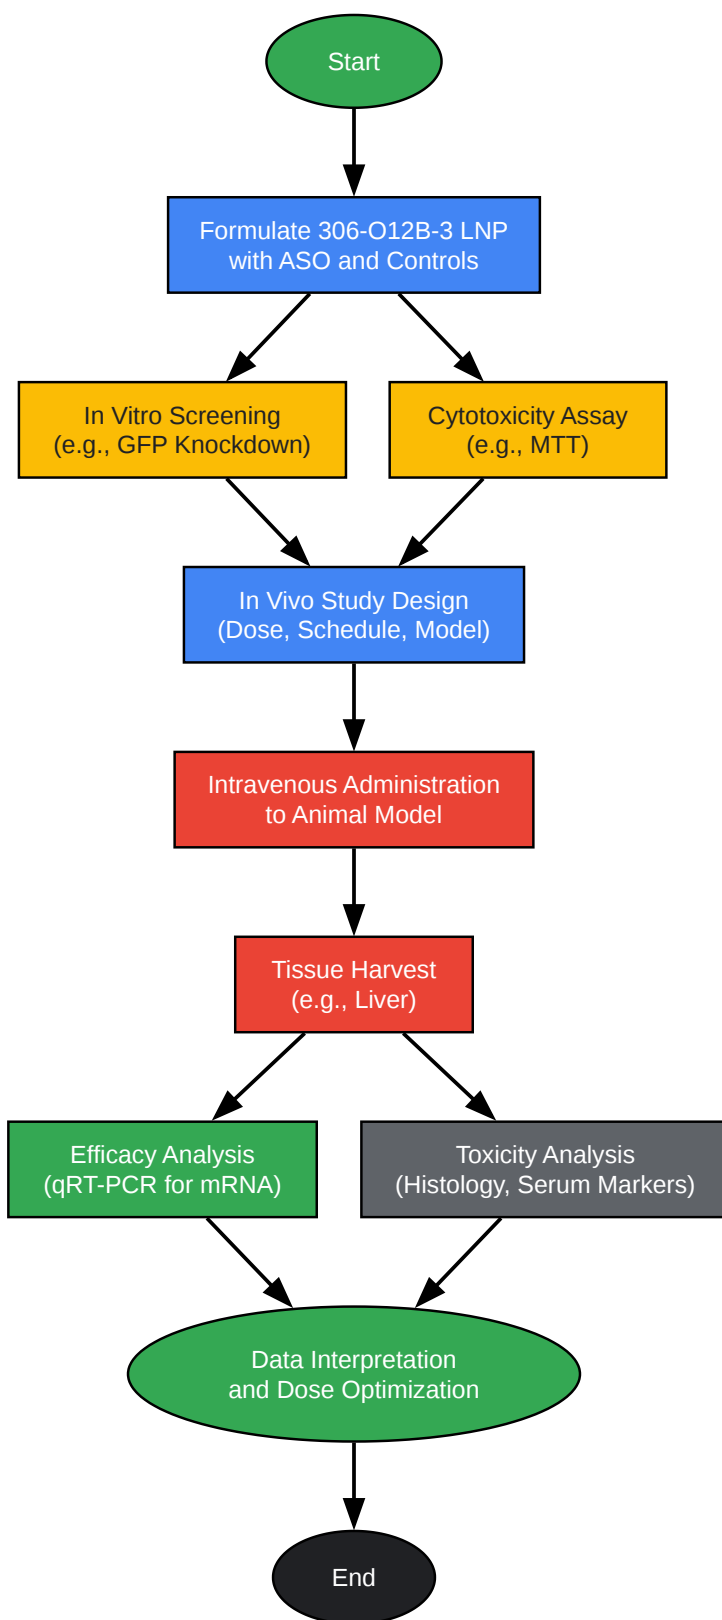 Start
Formulate 306-O12B-3 LNP
with ASO and Controls
In Vitro Screening
(e.g., GFP Knockdown)
Cytotoxicity Assay
(e.g., MTT)
In Vivo Study Design
(Dose, Schedule, Model)
Intravenous Administration
to Animal Model
Tissue Harvest
(e.g., Liver)
Efficacy Analysis
(qRT-PCR for mRNA)
Toxicity Analysis
(Histology, Serum Markers)
Data Interpretation
and Dose Optimization
End